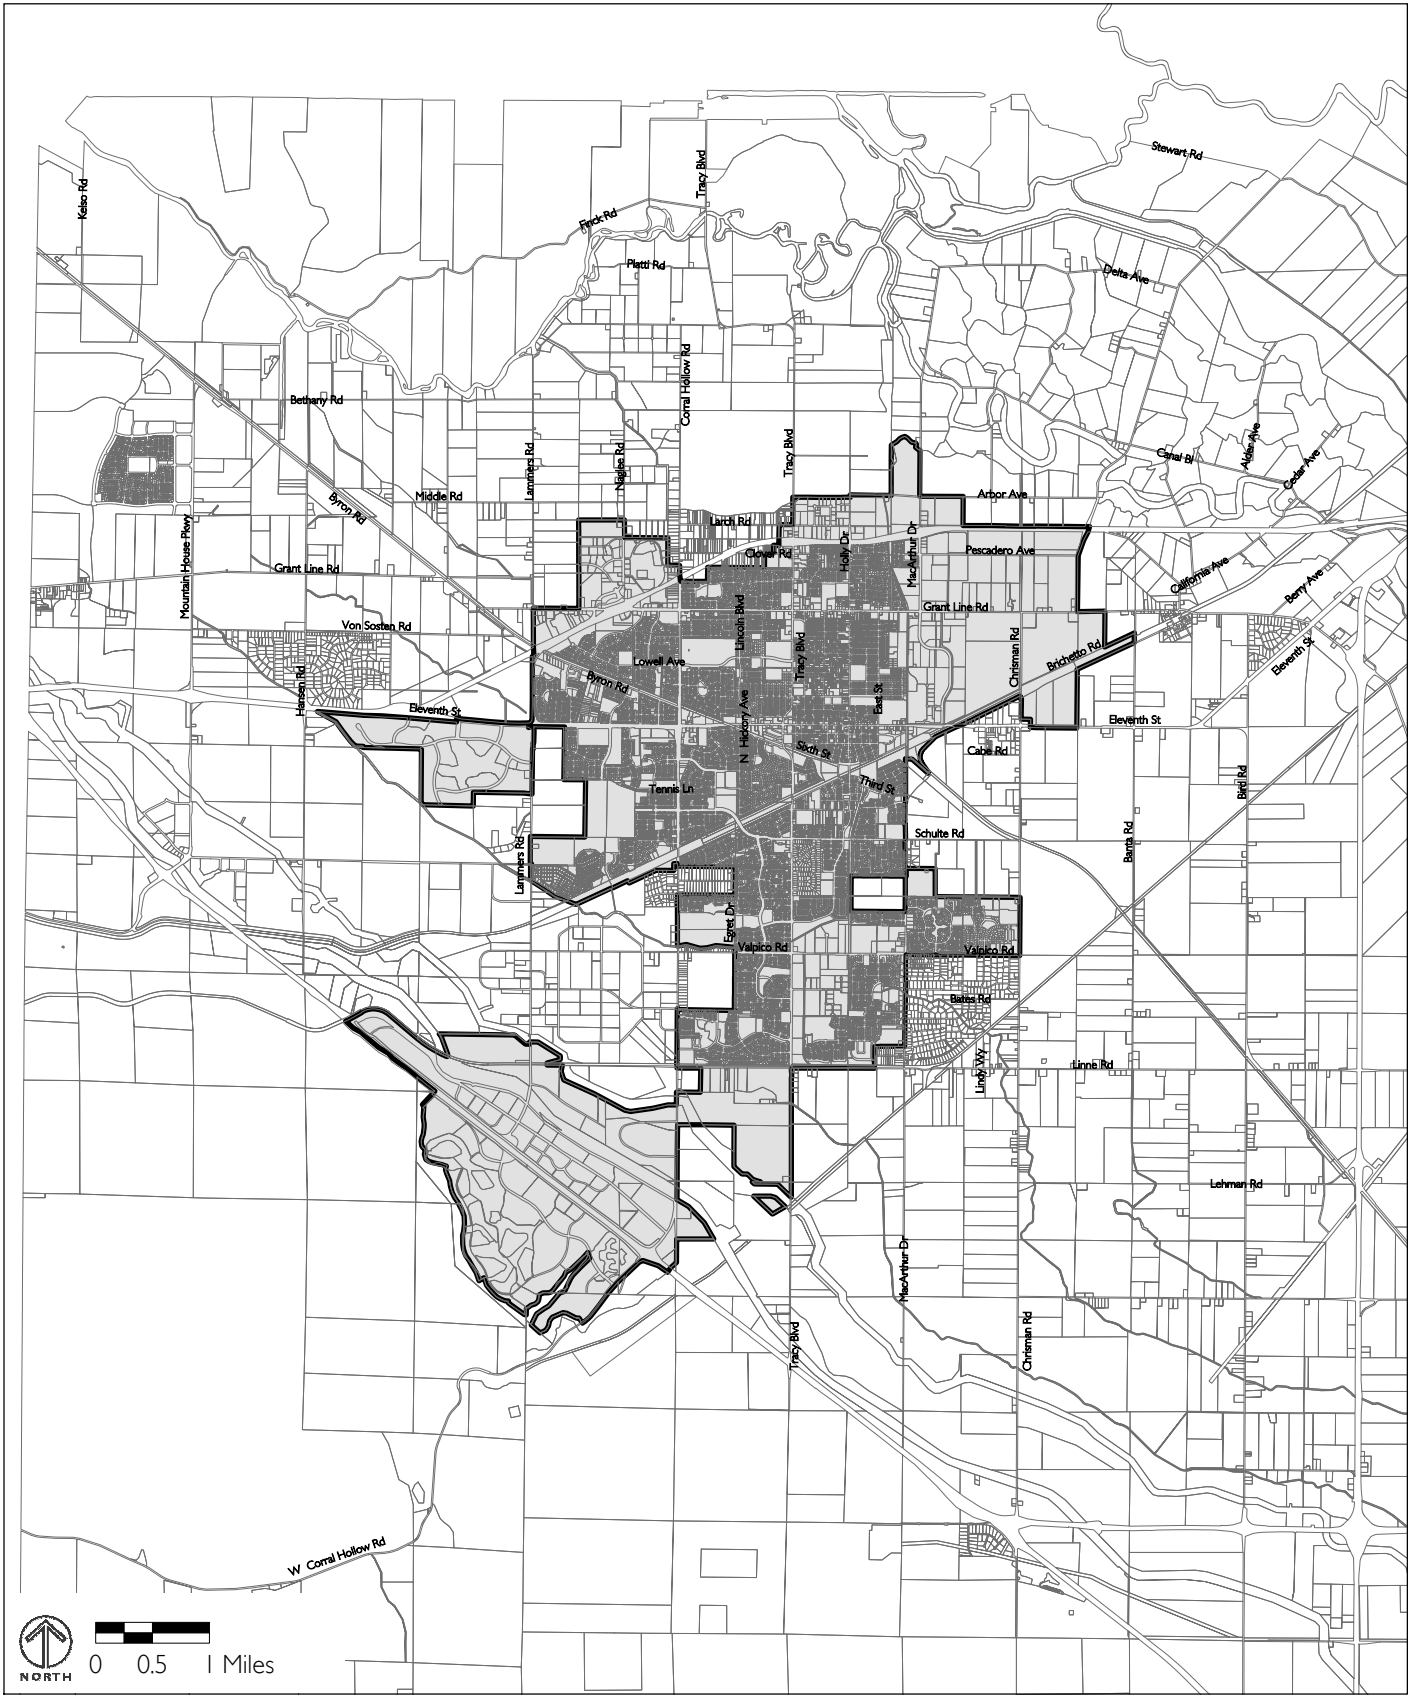 Stewart Rd
Tracy Blvd
Kelso Rd
Finck Rd
Platti Rd
Delta Ave
Corral Hollow Rd
Bethany Rd
Tracy Blvd
Lammers Rd
Naglee Rd
Alder Ave
Canal Bl
Cedar Ave
Middle Rd
Arbor Ave
Byron Rd
Larch Rd
Holly Dr
MacArthur Dr
Clover Rd
Pescadero Ave
Mountain House Pkwy
Grant Line Rd
California Ave
Berry Ave
Grant Line Rd
Lincoln Blvd
Von Sosten Rd
Tracy Blvd
Chrisman Rd
Lowell Ave
Brichetto Rd
Eleventh St
Byron Rd
Hansen Rd
East St
Eleventh St
N Hickory Ave
Eleventh St
Sixth St
Cabe Rd
Third St
Bird Rd
Tennis Ln
Schulte Rd
Banta Rd
Lammers Rd
Egret Dr
Valpico Rd
Valpico Rd
Bates Rd
Lindy Wy
Linne Rd
Lehman Rd
MacArthur Dr
Tracy Blvd
Chrisman Rd
W Corral Hollow Rd
NORTH
0 0.5 1 Miles